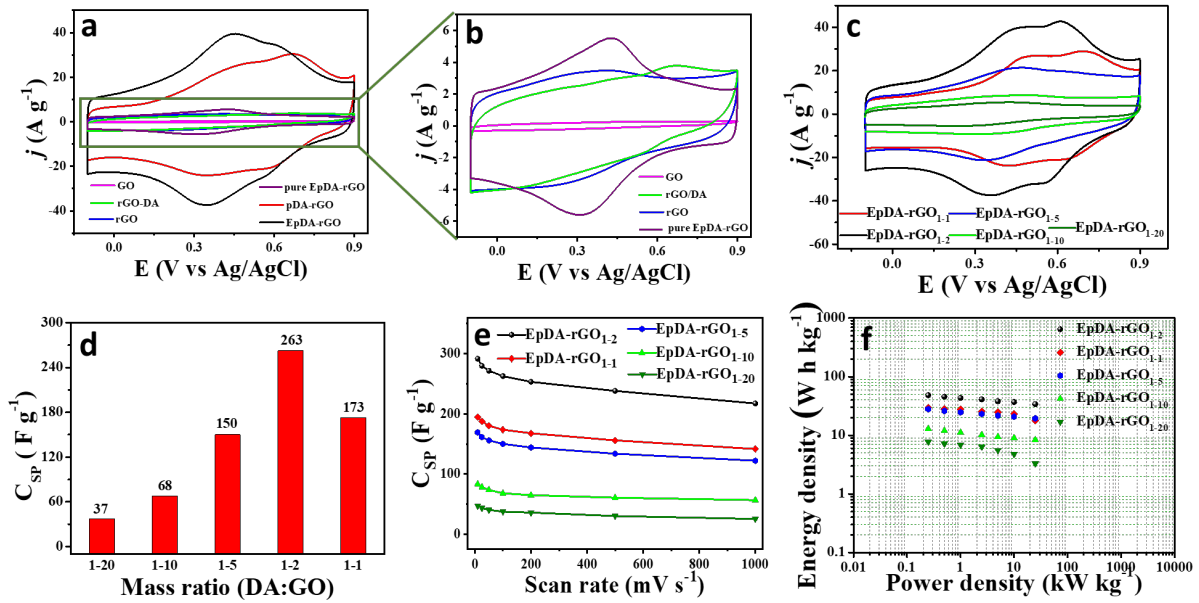 a
40
20
0
-20
-40
j (A g⁻¹)
GO
rGO-DA
rGO
pure EpDA-rGO
pDA-rGO
EpDA-rGO
0.0 0.3 0.6 0.9
E (V vs Ag/AgCl)
b
6
4
2
0
-2
-4
-6
j (A g⁻¹)
GO
rGO/DA
rGO
pure EpDA-rGO
0.0 0.3 0.6 0.9
E (V vs Ag/AgCl)
c
40
20
0
-20
-40
-60
j (A g⁻¹)
EpDA-rGO₁₋₁ EpDA-rGO₁₋₅ EpDA-rGO₁₋₂₀
EpDA-rGO₁₋₂ EpDA-rGO₁₋₁₀
0.0 0.3 0.6 0.9
E (V vs Ag/AgCl)
d
300
240
180
120
60
0
C_SP ( F g⁻¹)
37 68 150 263 173
1-20 1-10 1-5 1-2 1-1
Mass ratio (DA:GO)
e
300
200
100
0
C_SP (F g⁻¹)
EpDA-rGO₁₋₂ EpDA-rGO₁₋₅
EpDA-rGO₁₋₁ EpDA-rGO₁₋₁₀
EpDA-rGO₁₋₂₀
0 200 400 600 800 1000
Scan rate (mV s⁻¹)
f
1000
100
10
1
0.1
Energy density (W h kg⁻¹)
EpDA-rGO₁₋₂
EpDA-rGO₁₋₁
EpDA-rGO₁₋₅
EpDA-rGO₁₋₁₀
EpDA-rGO₁₋₂₀
0.01 0.1 1 10 100 1000 10000
Power density (kW kg⁻¹)